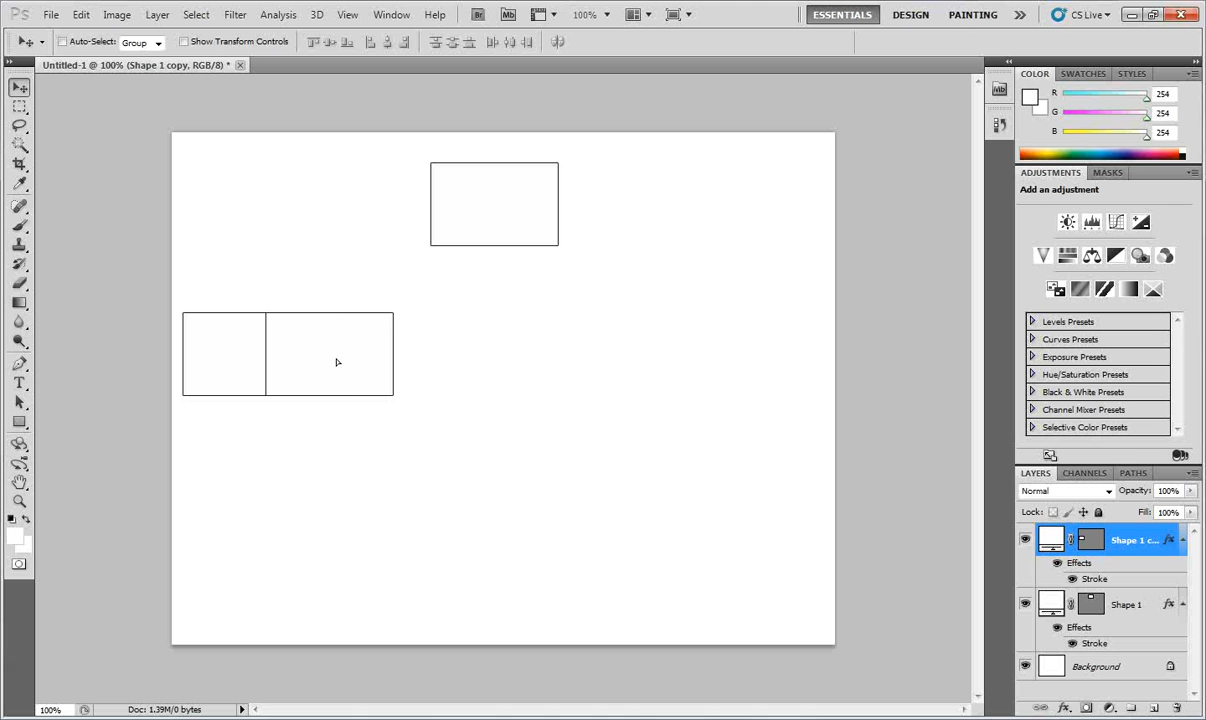 Ps File Edit Image Layer Select Filter Analysis 3D View Window Help Br Mb 100% ESSENTIALS DESIGN PAINTING CS Live
Auto-Select: Group Show Transform Controls
Untitled-1 @ 100% (Shape 1 copy, RGB/8) *
COLOR SWATCHES STYLES
Mb
R 254
G 254
B 254
ADJUSTMENTS MASKS
Add an adjustment
Levels Presets
Curves Presets
Exposure Presets
Hue/Saturation Presets
Black & White Presets
Channel Mixer Presets
Selective Color Presets
LAYERS CHANNELS PATHS
Normal Opacity: 100%
Lock: Fill: 100%
Shape 1 c... fx
Effects
Stroke
Shape 1 fx
Effects
Stroke
Background
100% Doc: 1.39M/0 bytes